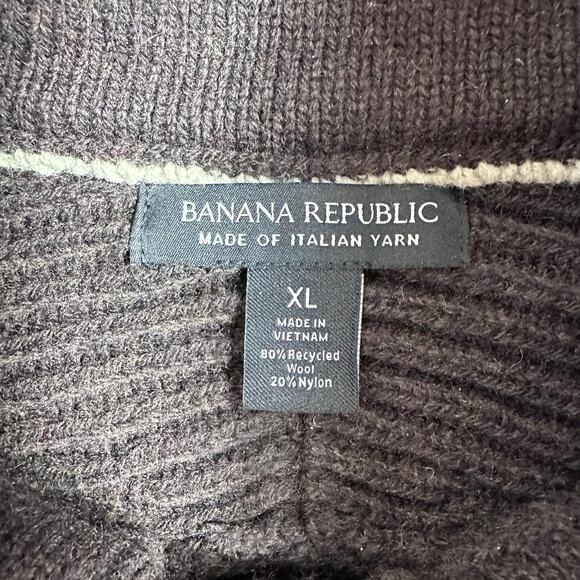 BANANA REPUBLIC
MADE OF ITALIAN YARN
XL
MADE IN
VIETNAM
80% Recycled
Wool
20% Nylon